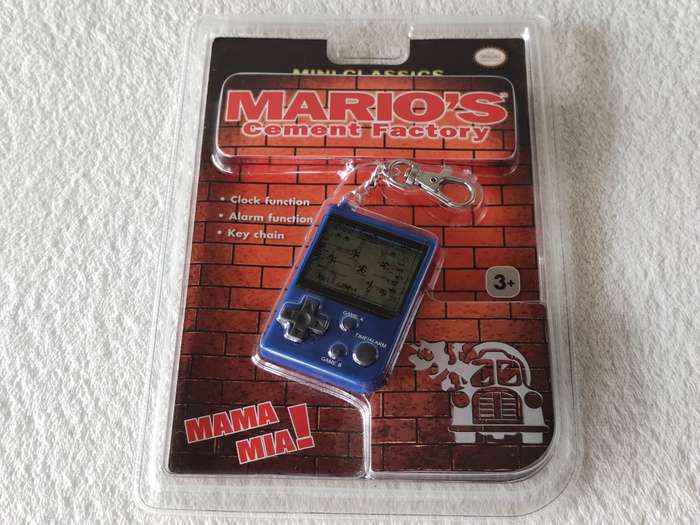 MINI CLASSICS
MARIO'S®
Cement Factory
• Clock function
• Alarm function
• Key chain
GAME A
TIME/ALARM
GAME B
3+
MAMA
MIA!